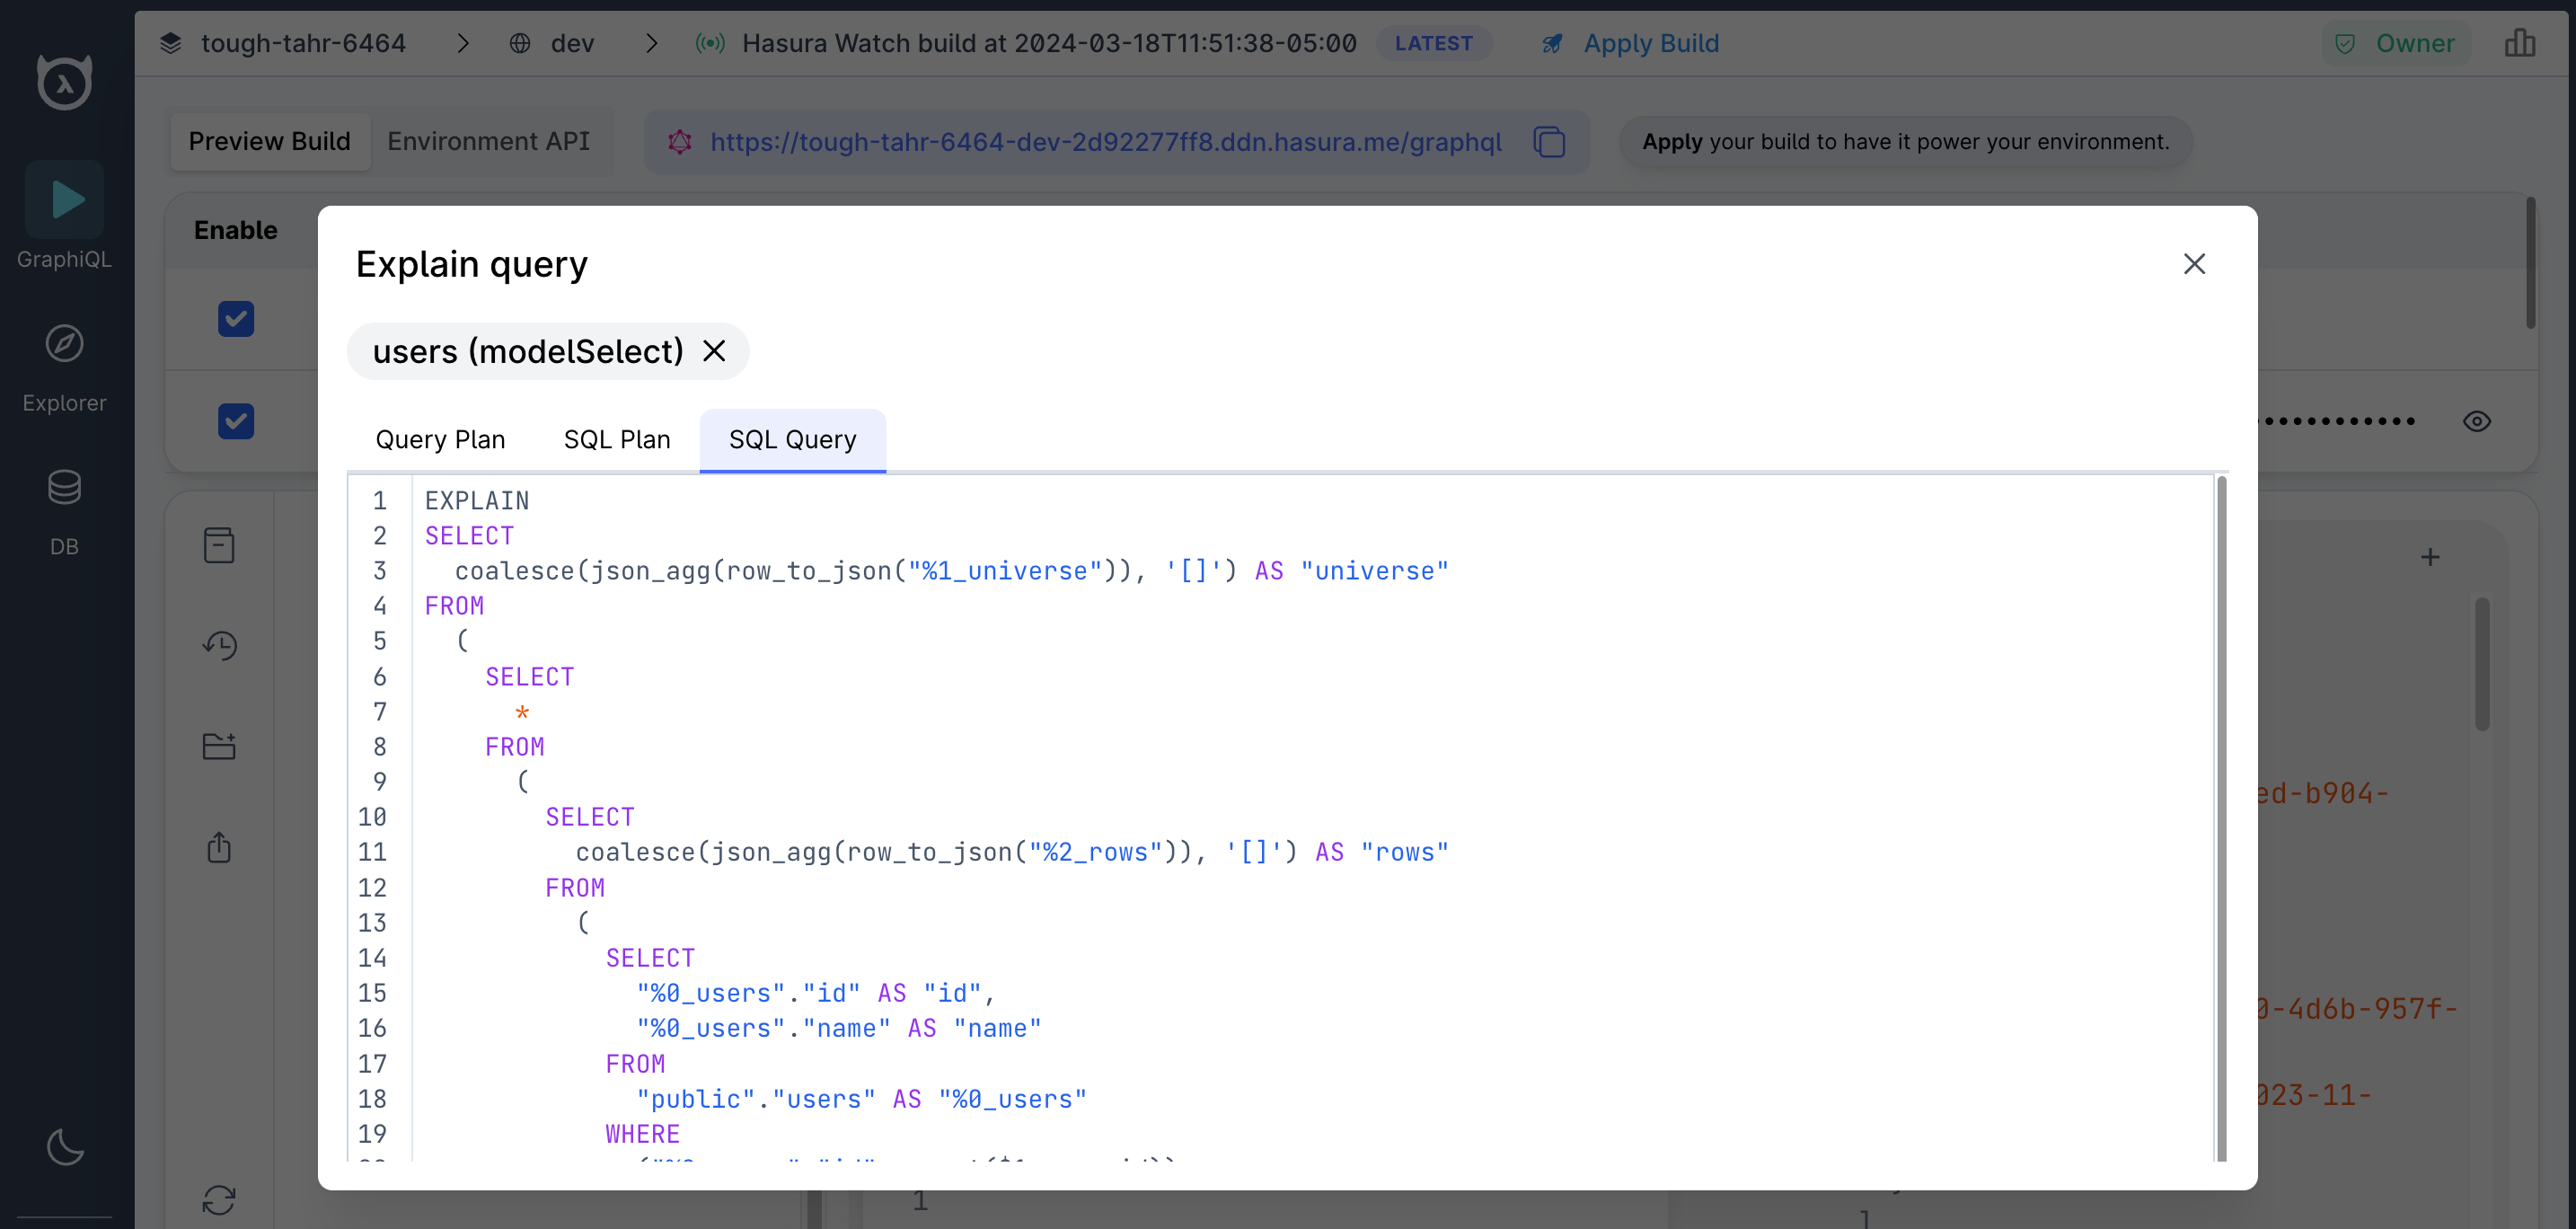 tough-tahr-6464 dev Hasura Watch build at 2024-03-18T11:51:38-05:00 LATEST Apply Build Owner
Preview Build Environment API https://tough-tahr-6464-dev-2d92277ff8.ddn.hasura.me/graphql Apply your build to have it power your environment.
GraphiQL
Explorer
DB
Enable
Explain query
users (modelSelect)
Query Plan SQL Plan SQL Query
1 EXPLAIN
2 SELECT
3 coalesce(json_agg(row_to_json("%1_universe")), '[]') AS "universe"
4 FROM
5 (
6 SELECT
7 *
8 FROM
9 (
10 SELECT
11 coalesce(json_agg(row_to_json("%2_rows")), '[]') AS "rows"
12 FROM
13 (
14 SELECT
15 "%0_users"."id" AS "id",
16 "%0_users"."name" AS "name"
17 FROM
18 "public"."users" AS "%0_users"
19 WHERE
ed-b904-
0-4d6b-957f-
023-11-
1
]